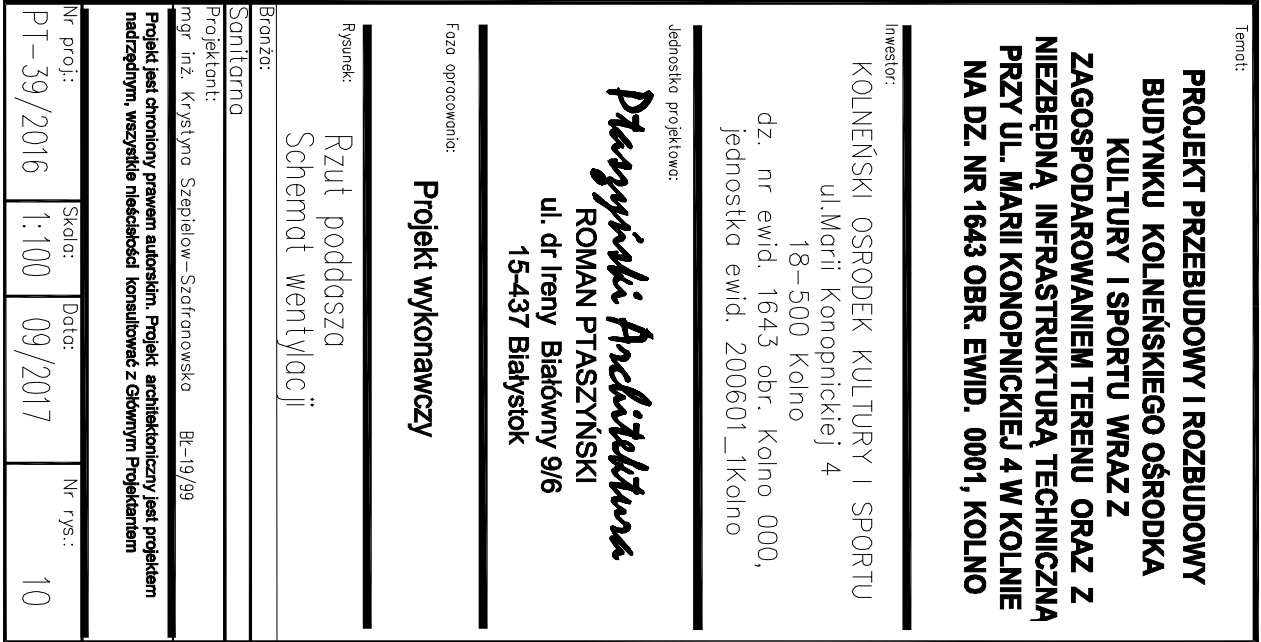 Temat:
PROJEKT PRZEBUDOWY I ROZBUDOWY
BUDYNKU KOLNEŃSKIEGO OŚRODKA
KULTURY I SPORTU WRAZ Z
ZAGOSPODAROWANIEM TERENU ORAZ Z
NIEZBĘDNĄ INFRASTRUKTURĄ TECHNICZNĄ
PRZY UL. MARII KONOPNICKIEJ 4 W KOLNIE
NA DZ. NR 1643 OBR. EWID. 0001, KOLNO
Inwestor:
KOLNEŃSKI OSRODEK KULTURY I SPORTU
ul.Marii Konopnickiej 4
18-500 Kolno
dz. nr ewid. 1643 obr. Kolno 000,
jednostka ewid. 200601_1Kolno
Jednostka projektowa:
Ptaszyński Architektura
ROMAN PTASZYŃSKI
ul. dr Ireny Białówny 9/6
15-437 Białystok
Faza opracowania:
Projekt wykonawczy
Rysunek:
Rzut poddasza
Schemat wentylacji
Branża:
Sanitarna
Projektant:
mgr inż. Krystyna Szepielow-Szafranowska BŁ-19/99
Projekt jest chroniony prawem autorskim. Projekt architektoniczny jest projektem
nadrzędnym, wszystkie nieścisłości konsultować z Głównym Projektantem
Nr proj.: Skala: Data: Nr rys.:
PT-39/2016 1:100 09/2017 10